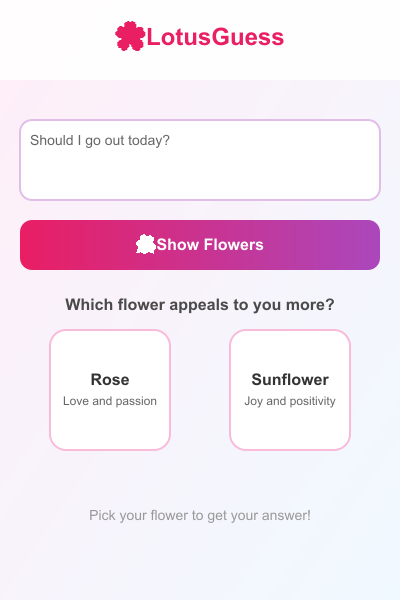 LotusGuess
Should I go out today?
Show Flowers
Which flower appeals to you more?
Rose
Love and passion
Sunflower
Joy and positivity
Pick your flower to get your answer!